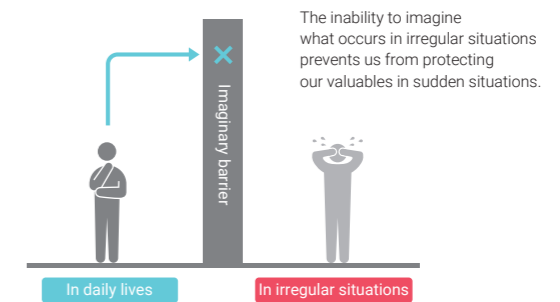 The inability to imagine
what occurs in irregular situations
prevents us from protecting
our valuables in sudden situations.
Imaginary barrier
In daily lives
In irregular situations